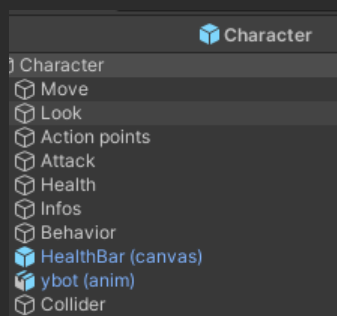 Character
Character
Move
Look
Action points
Attack
Health
Infos
Behavior
HealthBar (canvas)
ybot (anim)
Collider